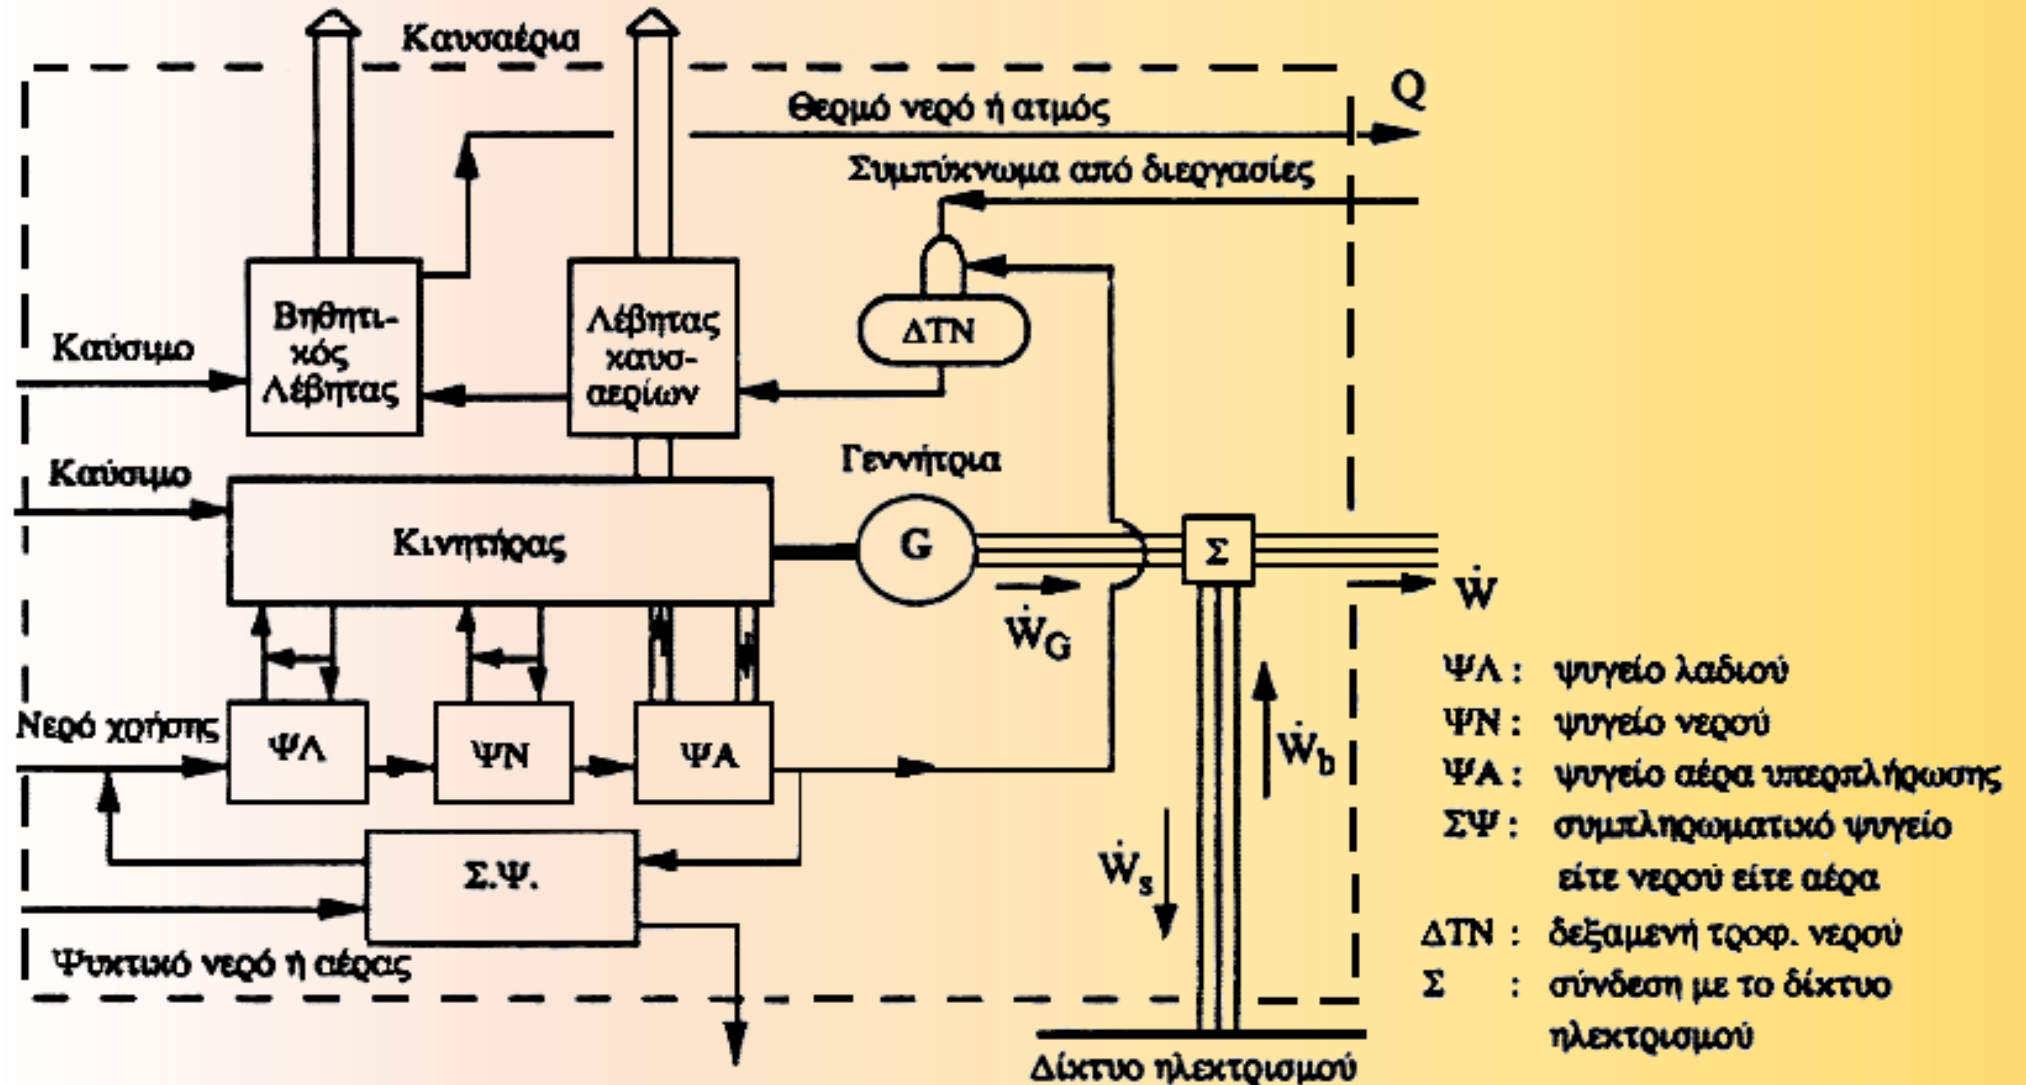 Καυσαέρια
Q
Θερμό νερό ή ατμός
Συμπύκνωμα από διεργασίες
Βηθητι-
κός
Λέβητας
Λέβητας
καυσ-
αερίων
ΔΤΝ
Καύσιμο
Καύσιμο
Γεννήτρια
Κινητήρας
G
Σ
Ẇ
ẆG
Νερό χρήσης
ΨΛ
ΨΝ
ΨΑ
Ẇb
Ẇs
Σ.Ψ.
Ψυκτικό νερό ή αέρας
Δίκτυο ηλεκτρισμού
ΨΛ : ψυγείο λαδιού
ΨΝ : ψυγείο νερού
ΨΑ : ψυγείο αέρα υπερπλήρωσης
ΣΨ : συμπληρωματικό ψυγείο
είτε νερού είτε αέρα
ΔΤΝ : δεξαμενή τροφ. νερού
Σ : σύνδεση με το δίκτυο
ηλεκτρισμού